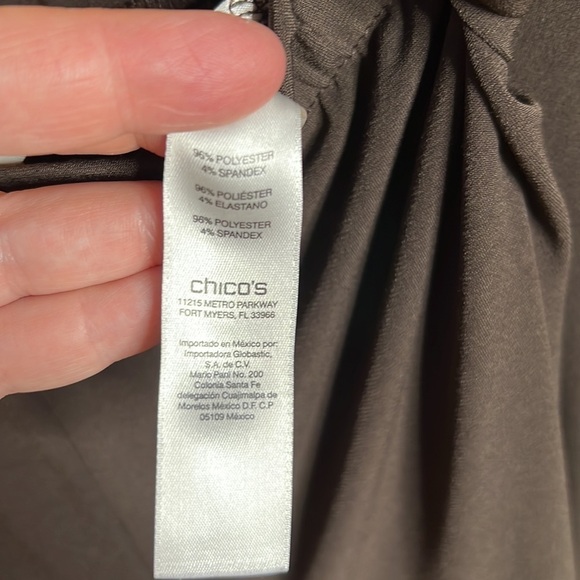 96% POLYESTER
4% SPANDEX
96% POLIÉSTER
4% ELASTANO
96% POLYESTER
4% SPANDEX
chico's
11215 METRO PARKWAY
FORT MYERS, FL 33966
Importado en México por:
Importadora Globastic,
S.A. de C.V.
Mario Pani No. 200
Colonia Santa Fe
delegación Cuajimalpa de
Morelos México D.F. C.P
05109 México